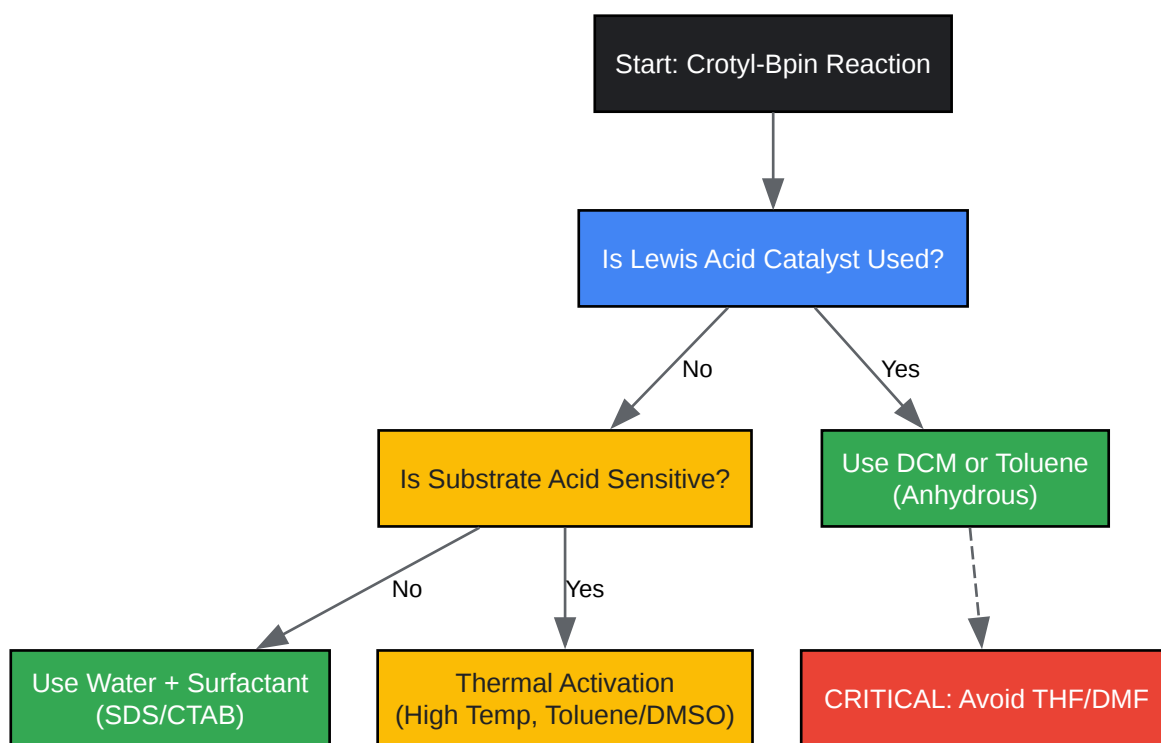 Start: Crotyl-Bpin Reaction
Is Lewis Acid Catalyst Used?
No
Yes
Is Substrate Acid Sensitive?
Use DCM or Toluene
(Anhydrous)
No
Yes
Use Water + Surfactant
(SDS/CTAB)
Thermal Activation
(High Temp, Toluene/DMSO)
CRITICAL: Avoid THF/DMF